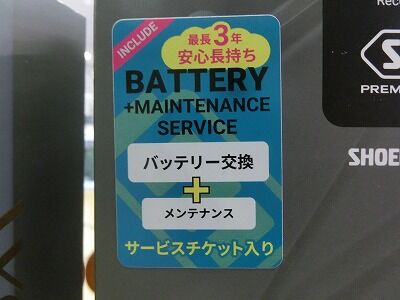 INCLUDE
最長3年
安心長持ち
BATTERY
+MAINTENANCE
SERVICE
バッテリー交換
+
メンテナンス
サービスチケット入り